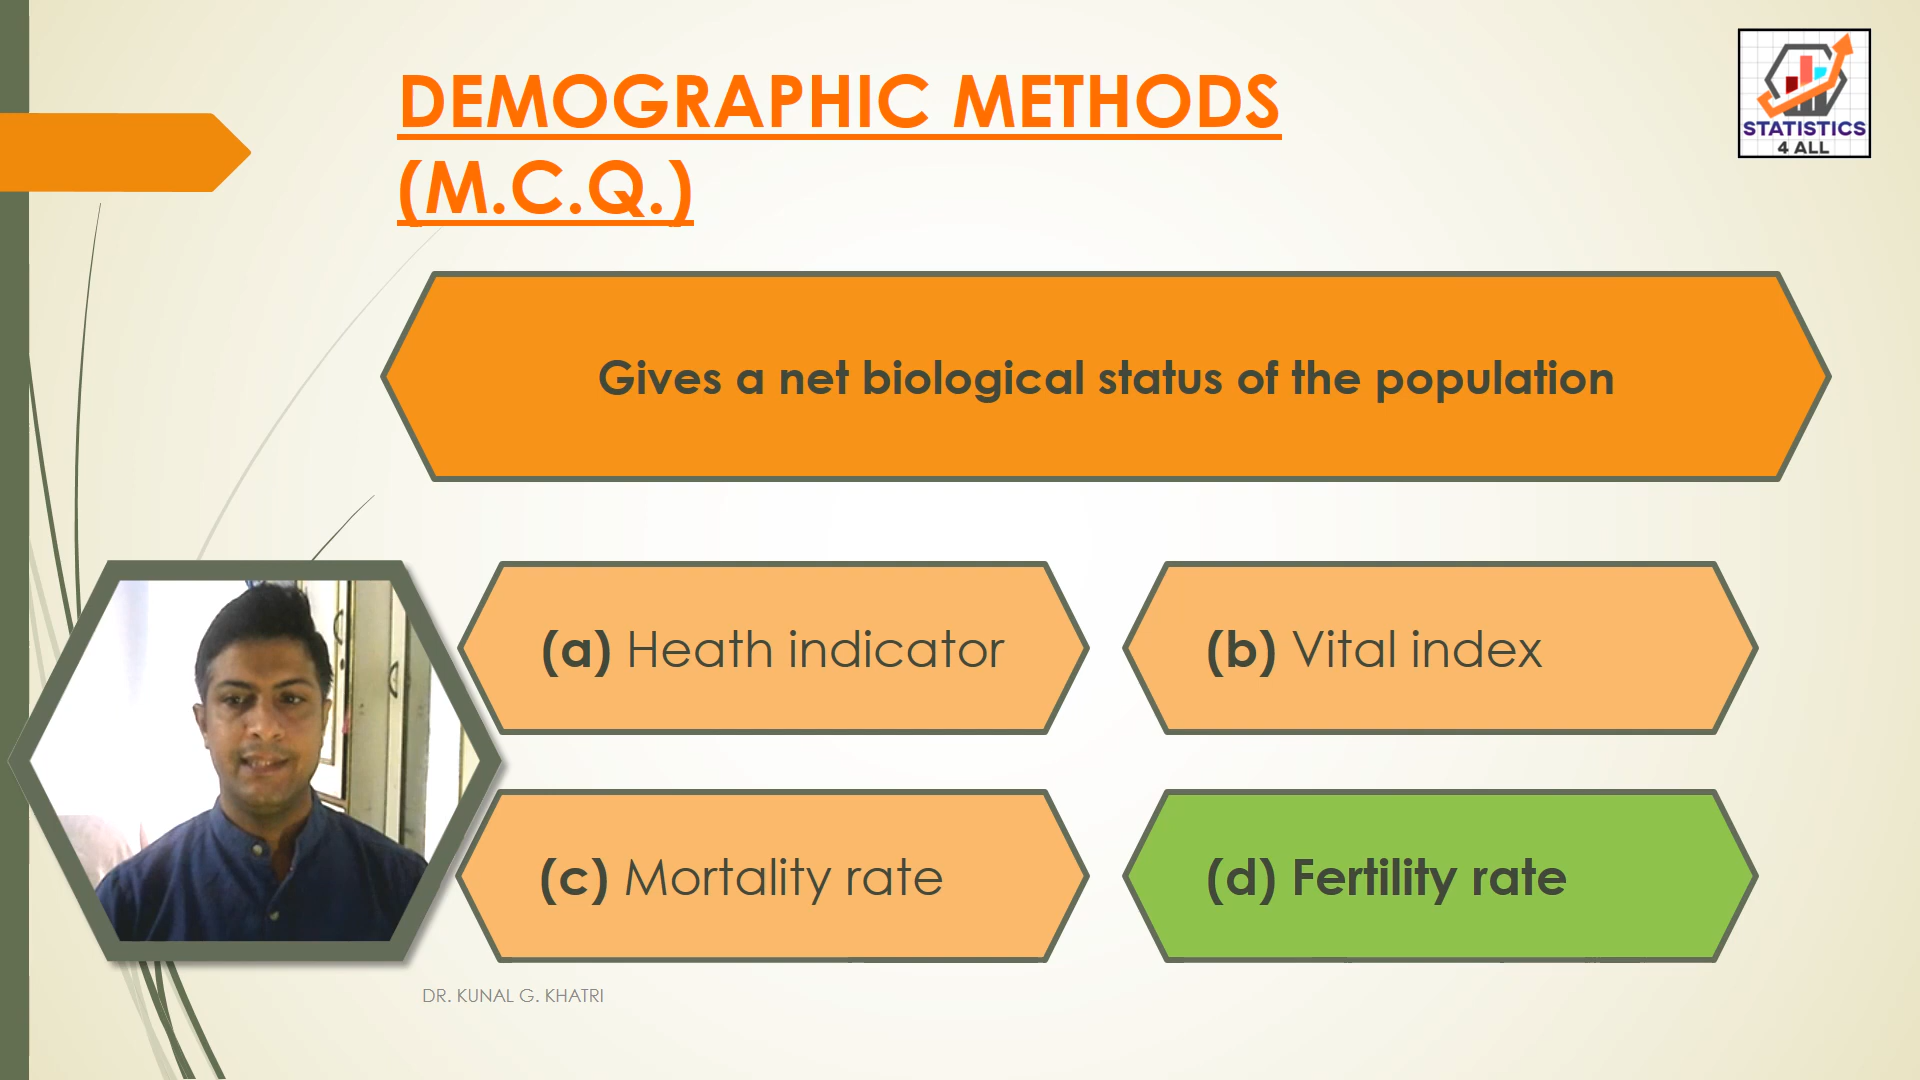 DEMOGRAPHIC METHODS
(M.C.Q.)
STATISTICS
4 ALL
Gives a net biological status of the population
(a) Heath indicator
(b) Vital index
(c) Mortality rate
(d) Fertility rate
DR. KUNAL G. KHATRI